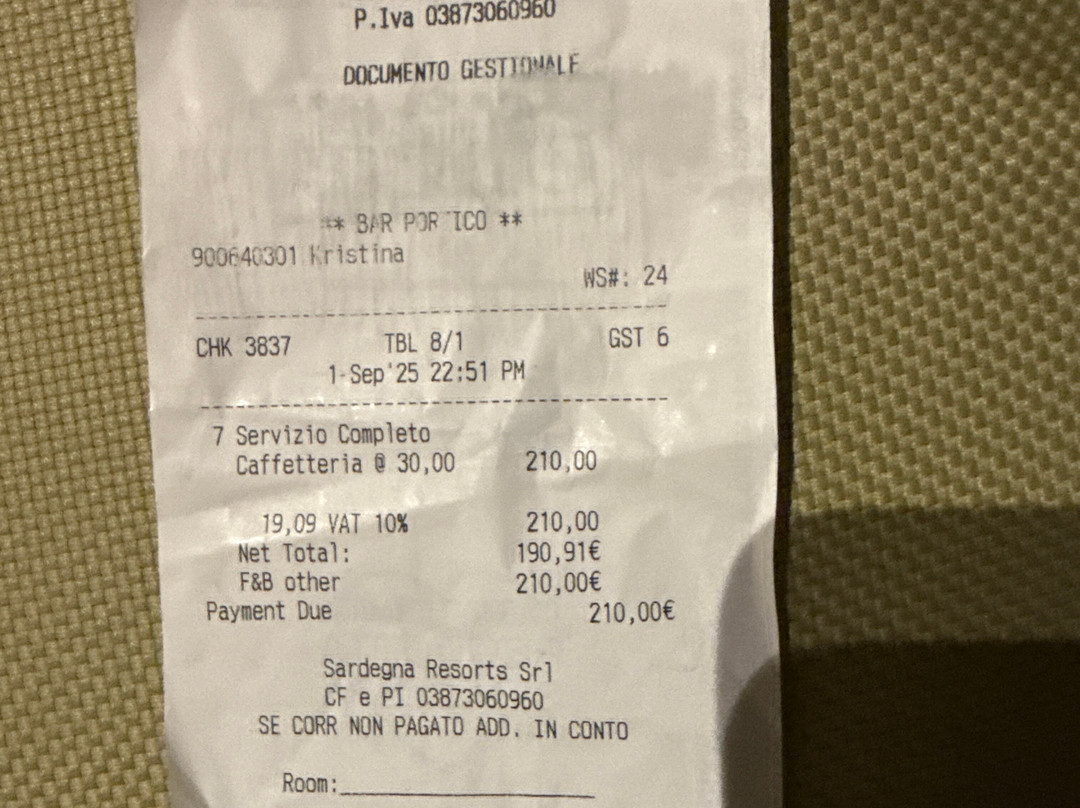 P.Iva 03873060960
DOCUMENTO GESTIONALE
** BAR PORTICO **
900640301 Kristina
WS#: 24
CHK 3837 TBL 8/1 GST 6
1-Sep'25 22:51 PM
7 Servizio Completo
Caffetteria @ 30,00 210,00
19,09 VAT 10% 210,00
Net Total: 190,91€
F&B other 210,00€
Payment Due 210,00€
Sardegna Resorts Srl
CF e PI 03873060960
SE CORR NON PAGATO ADD. IN CONTO
Room:____________________